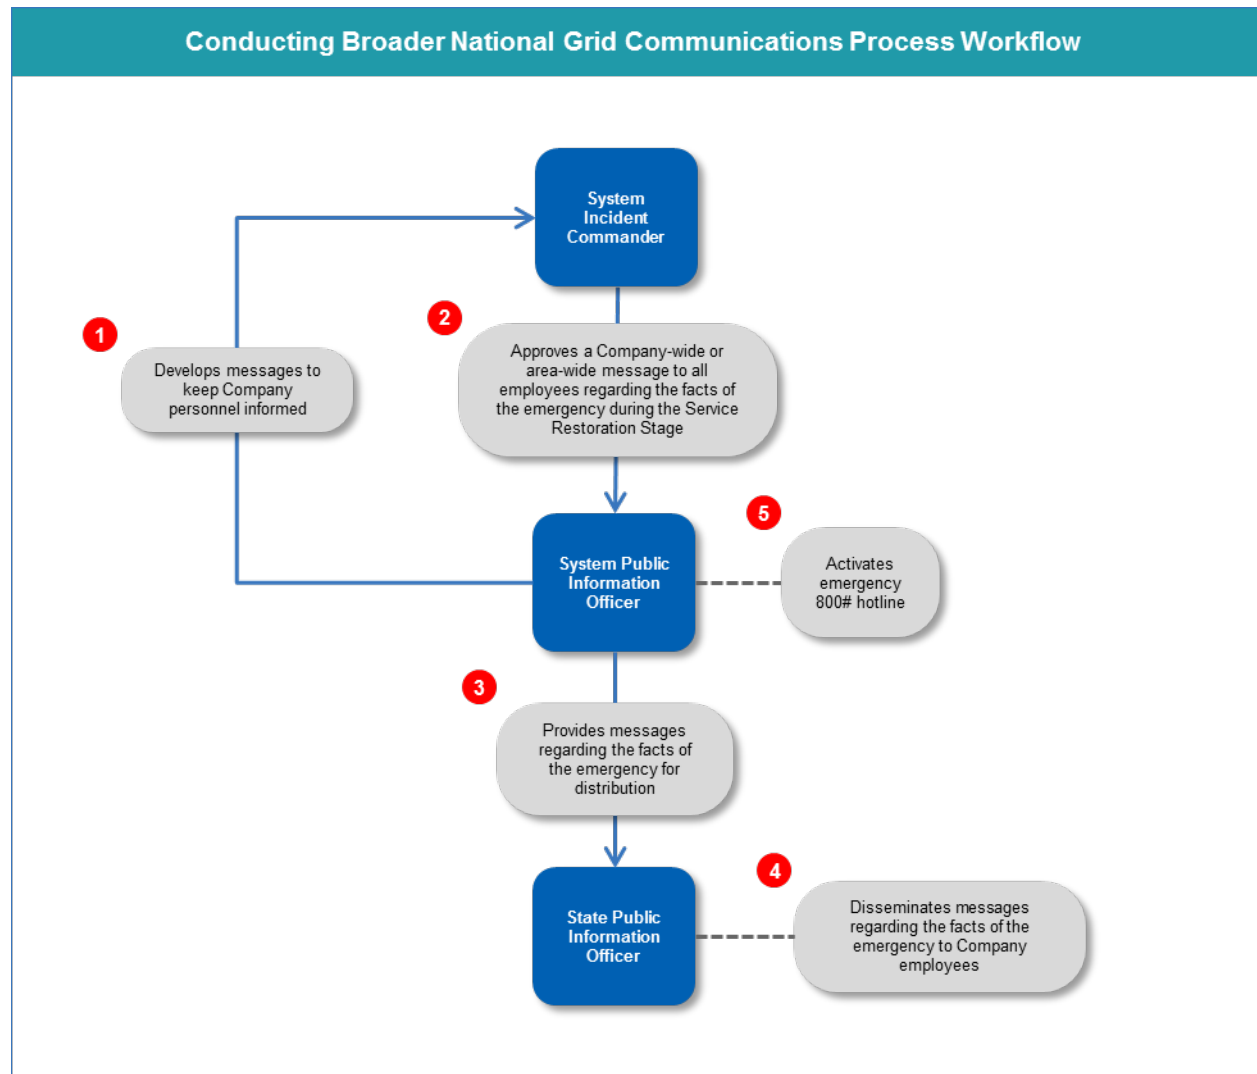 Conducting Broader National Grid Communications Process Workflow
System
Incident
Commander
1
2
Develops messages to
keep Company
personnel informed
Approves a Company-wide or
area-wide message to all
employees regarding the facts of
the emergency during the Service
Restoration Stage
System Public
Information
Officer
5
Activates
emergency
800# hotline
3
Provides messages
regarding the facts of
the emergency for
distribution
State Public
Information
Officer
4
Disseminates messages
regarding the facts of the
emergency to Company
employees